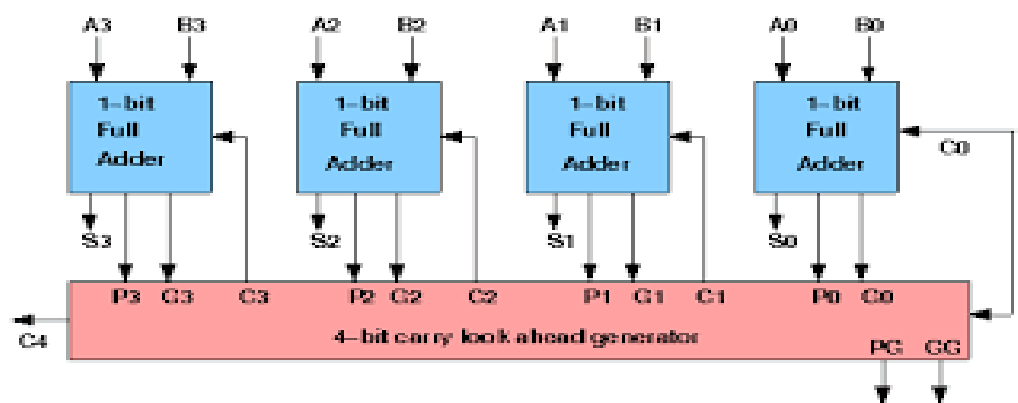 A3 B3 A2 B2 A1 B1 A0 B0
1-bit 1-bit 1-bit 1-bit
Full Full Full Full
Adder Adder Adder Adder
C0
S3 S2 S1 S0
P3 G3 C3 P2 G2 C2 P1 G1 C1 P0 G0
4-bit carry look ahead generator
C4
PG GG